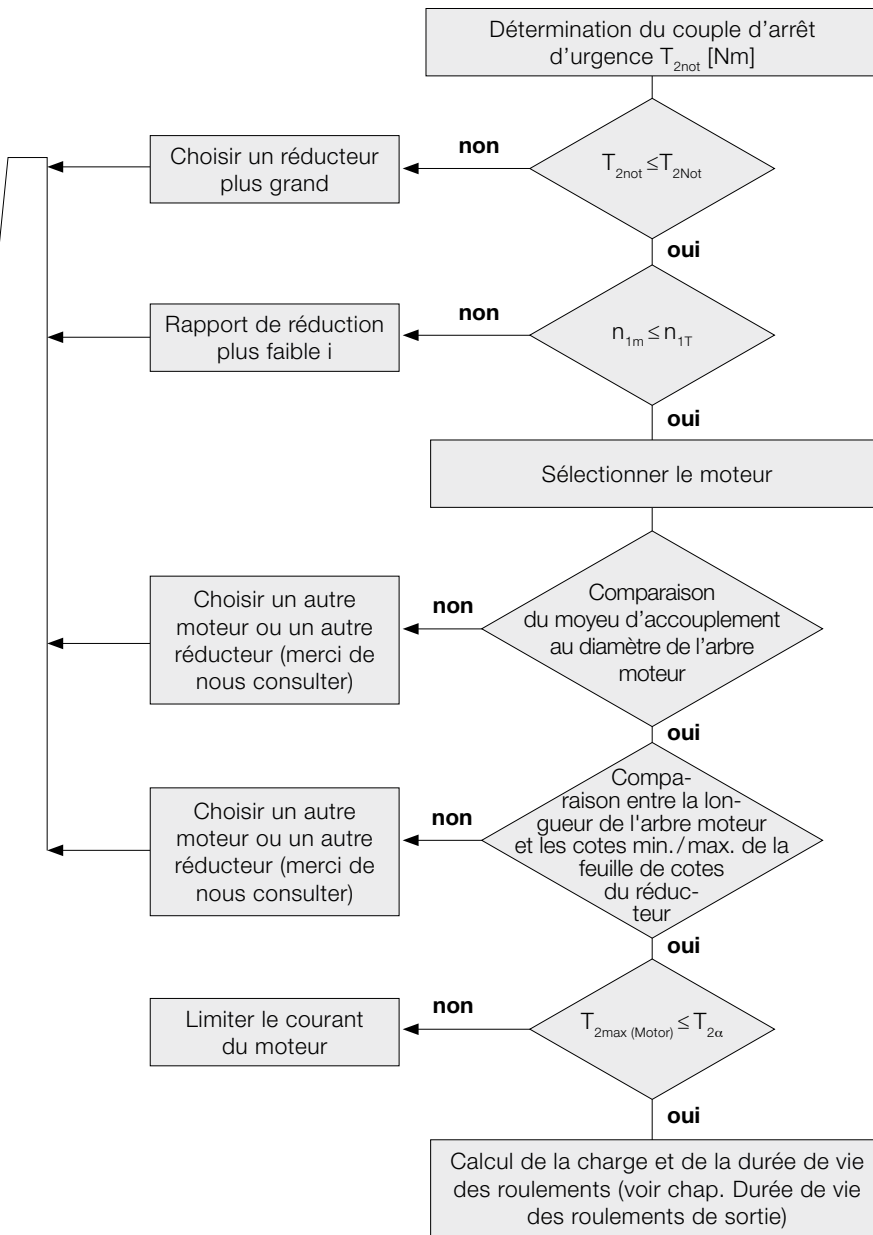 Détermination du couple d'arrêt
d'urgence T2not [Nm]
non
Choisir un réducteur
plus grand
T2not ≤ T2Not
oui
non
Rapport de réduction
plus faible i
n1m ≤ n1T
oui
Sélectionner le moteur
Choisir un autre
moteur ou un autre
réducteur (merci de
nous consulter)
non
Comparaison
du moyeu d'accouplement
au diamètre de l'arbre
moteur
oui
Choisir un autre
moteur ou un autre
réducteur (merci de
nous consulter)
non
Compa-
raison entre la lon-
gueur de l'arbre moteur
et les cotes min./max. de la
feuille de cotes
du réduc-
teur
oui
Limiter le courant
du moteur
non
T2max (Motor) ≤ T2α
oui
Calcul de la charge et de la durée de vie
des roulements (voir chap. Durée de vie
des roulements de sortie)